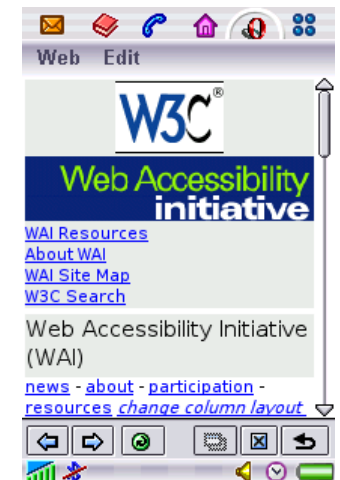 Web Edit
W3C®
Web Accessibility
initiative
WAI Resources
About WAI
WAI Site Map
W3C Search
Web Accessibility Initiative
(WAI)
news - about - participation -
resources change column layout